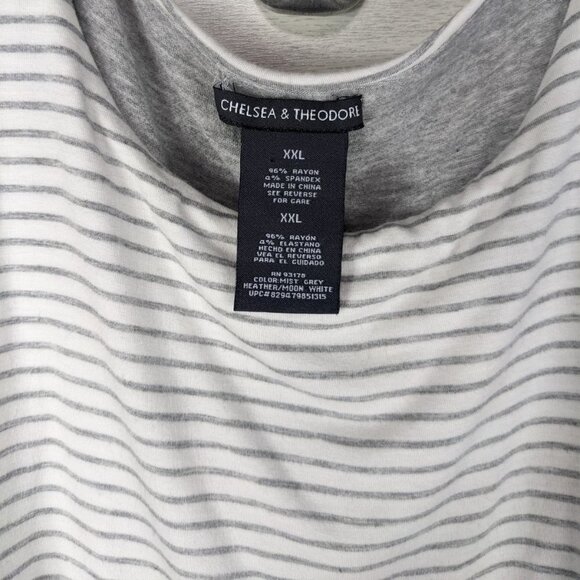 CHELSEA & THEODORE
XXL
96% RAYON
4% SPANDEX
MADE IN CHINA
SEE REVERSE
FOR CARE
XXL
96% RAYÓN
4% ELASTANO
HECHO EN CHINA
VEA EL REVERSO
PARA EL CUIDADO
RN 93178
COLOR:MIST GREY
HEATHER/MOON WHITE
UPC#829479851315